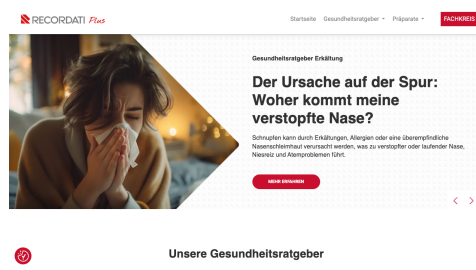 RECORDATI Plus
Startseite Gesundheitsratgeber Präparate FACHKREIS
Gesundheitsratgeber Erkältung
Der Ursache auf der Spur:
Woher kommt meine
verstopfte Nase?
Schnupfen kann durch Erkältungen, Allergien oder eine überempfindliche
Nasenschleimhaut verursacht werden, was zu verstopfter oder laufender Nase,
Niesreiz und Atemproblemen führt.
MEHR ERFAHREN
Unsere Gesundheitsratgeber